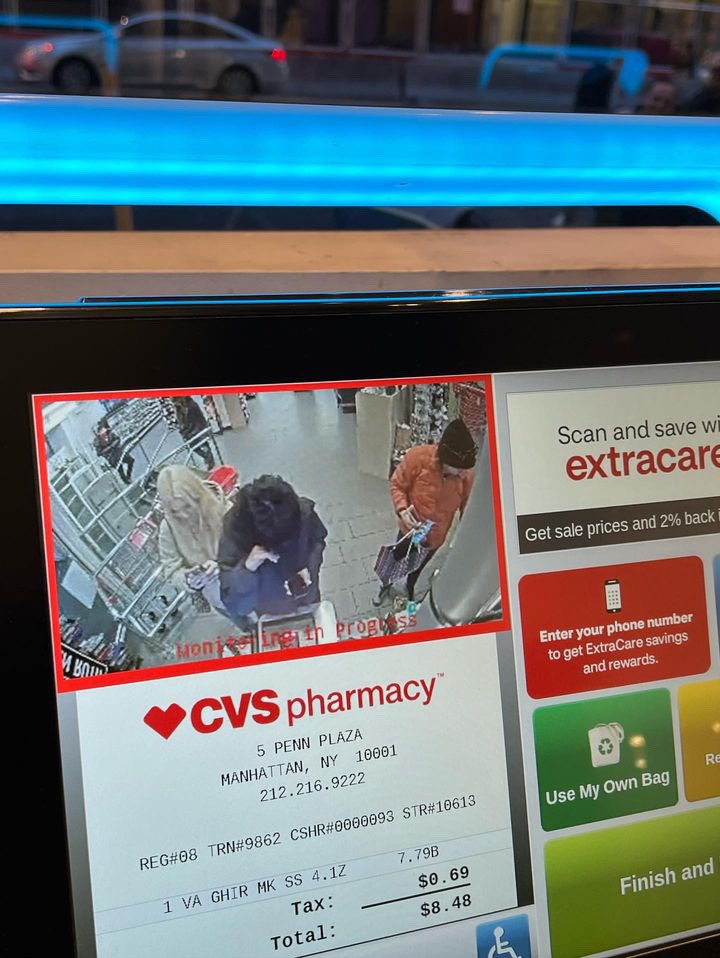 Monitoring in Progress
CVS pharmacy™
5 PENN PLAZA
MANHATTAN, NY 10001
212.216.9222
REG#08 TRN#9862 CSHR#0000093 STR#10613
1 VA GHIR MK SS 4.1Z 7.79B
Tax: $0.69
Total: $8.48
Scan and save wi
extracare
Get sale prices and 2% back i
Enter your phone number
to get ExtraCare savings
and rewards.
Use My Own Bag
Re
Finish and